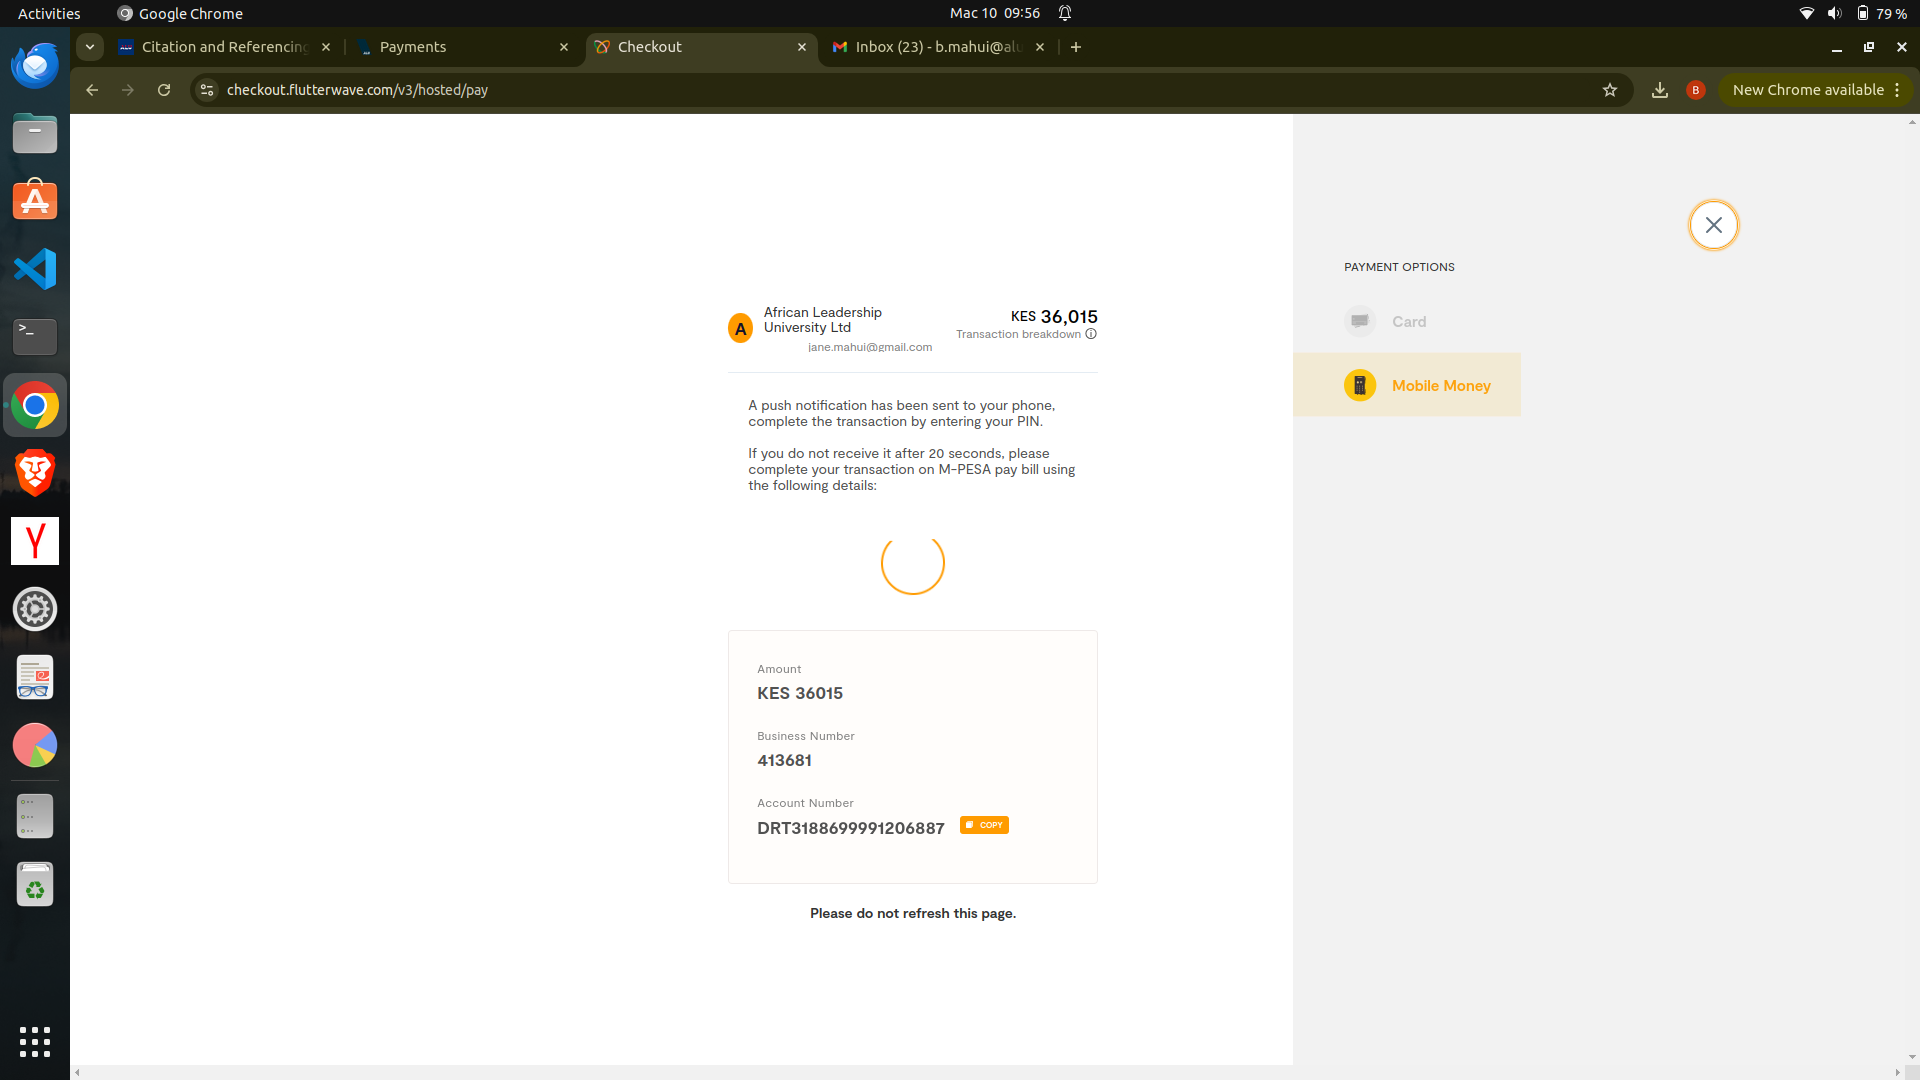 Activities
Google Chrome
Mac 10 09:56
79 %
Citation and Referencing
Payments
Checkout
Inbox (23) - b.mahui@alu
checkout.flutterwave.com/v3/hosted/pay
B
New Chrome available
PAYMENT OPTIONS
Card
Mobile Money
A
African Leadership
University Ltd
jane.mahui@gmail.com
KES 36,015
Transaction breakdown
A push notification has been sent to your phone,
complete the transaction by entering your PIN.
If you do not receive it after 20 seconds, please
complete your transaction on M-PESA pay bill using
the following details:
Amount
KES 36015
Business Number
413681
Account Number
DRT3188699991206887
COPY
Please do not refresh this page.